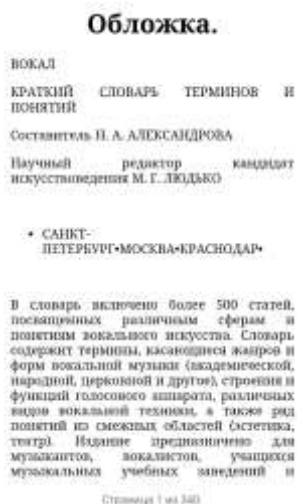 Обложка.
ВОКАЛ
КРАТКИЙ СЛОВАРЬ ТЕРМИНОВ И
ПОНЯТИЙ
Составитель Н. А. АЛЕКСАНДРОВА
Научный редактор кандидат
искусствоведения М. Г. ЛЮДЬКО
• САНКТ-
ПЕТЕРБУРГ•МОСКВА•КРАСНОДАР•
В словарь включено более 500 статей,
посвященных различным сферам и
понятиям вокального искусства. Словарь
содержит термины, касающиеся жанров и
форм вокальной музыки (академической,
народной, церковной и другое), строения и
функций голосового аппарата, различных
видов вокальной техники, а также ряд
понятий из смежных областей (эстетика,
театр). Издание предназначено для
музыкантов, вокалистов, учащихся
музыкальных учебных заведений и
Страница 1 из 340